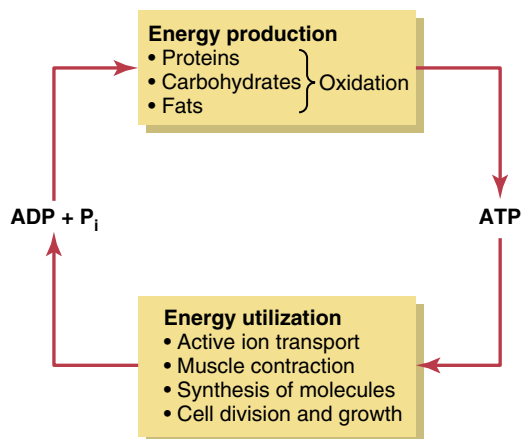 Energy production
• Proteins
• Carbohydrates
• Fats
Oxidation
ADP + Pi
ATP
Energy utilization
• Active ion transport
• Muscle contraction
• Synthesis of molecules
• Cell division and growth